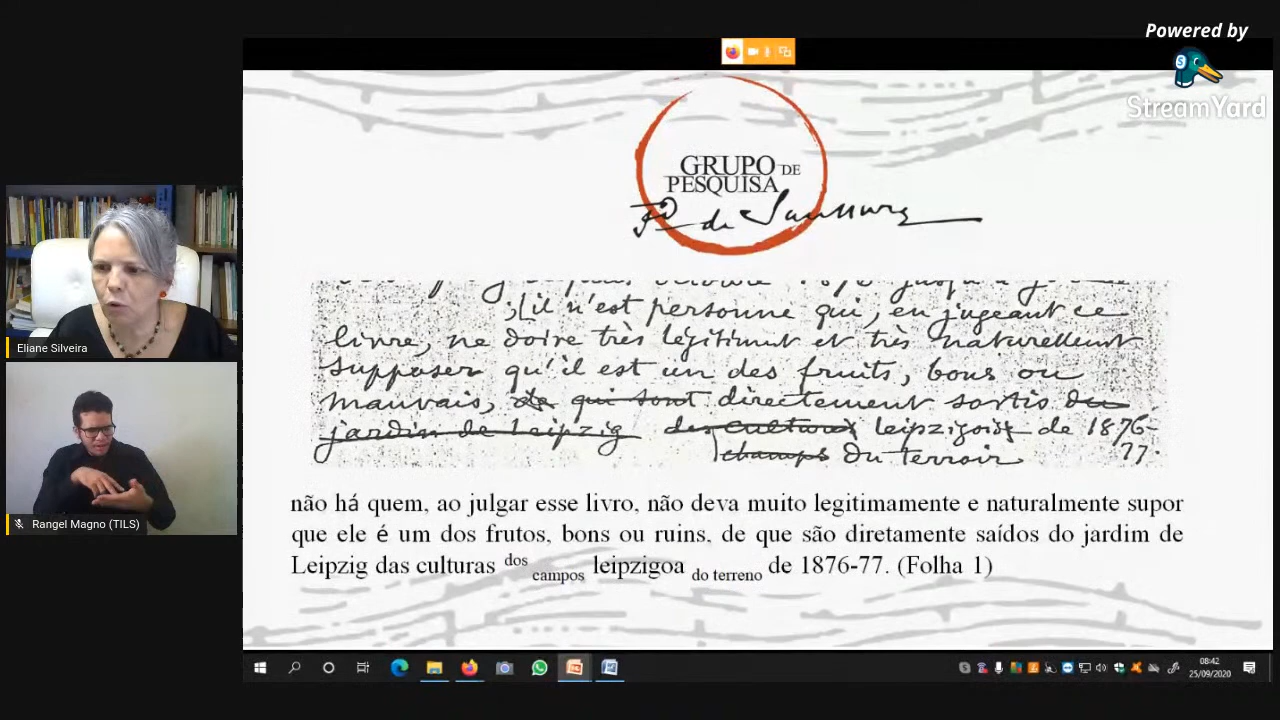 Powered by
StreamYard
GRUPO DE
PESQUISA
F. de Saussure
il n'est personne qui, en jugeant ce
livre, ne doive très légitimement et très naturellement
supposer qu'il est un des fruits, bons ou
mauvais, de qui sont directement sortis du
jardin de Leipzig des cultures leipzigois de 1876-
champs du terroir 77.
não há quem, ao julgar esse livro, não deva muito legitimamente e naturalmente supor
que ele é um dos frutos, bons ou ruins, de que são diretamente saídos do jardim de
Leipzig das culturas dos campos leipzigoa do terreno de 1876-77. (Folha 1)
Eliane Silveira
Rangel Magno (TILS)
08:42
25/09/2020